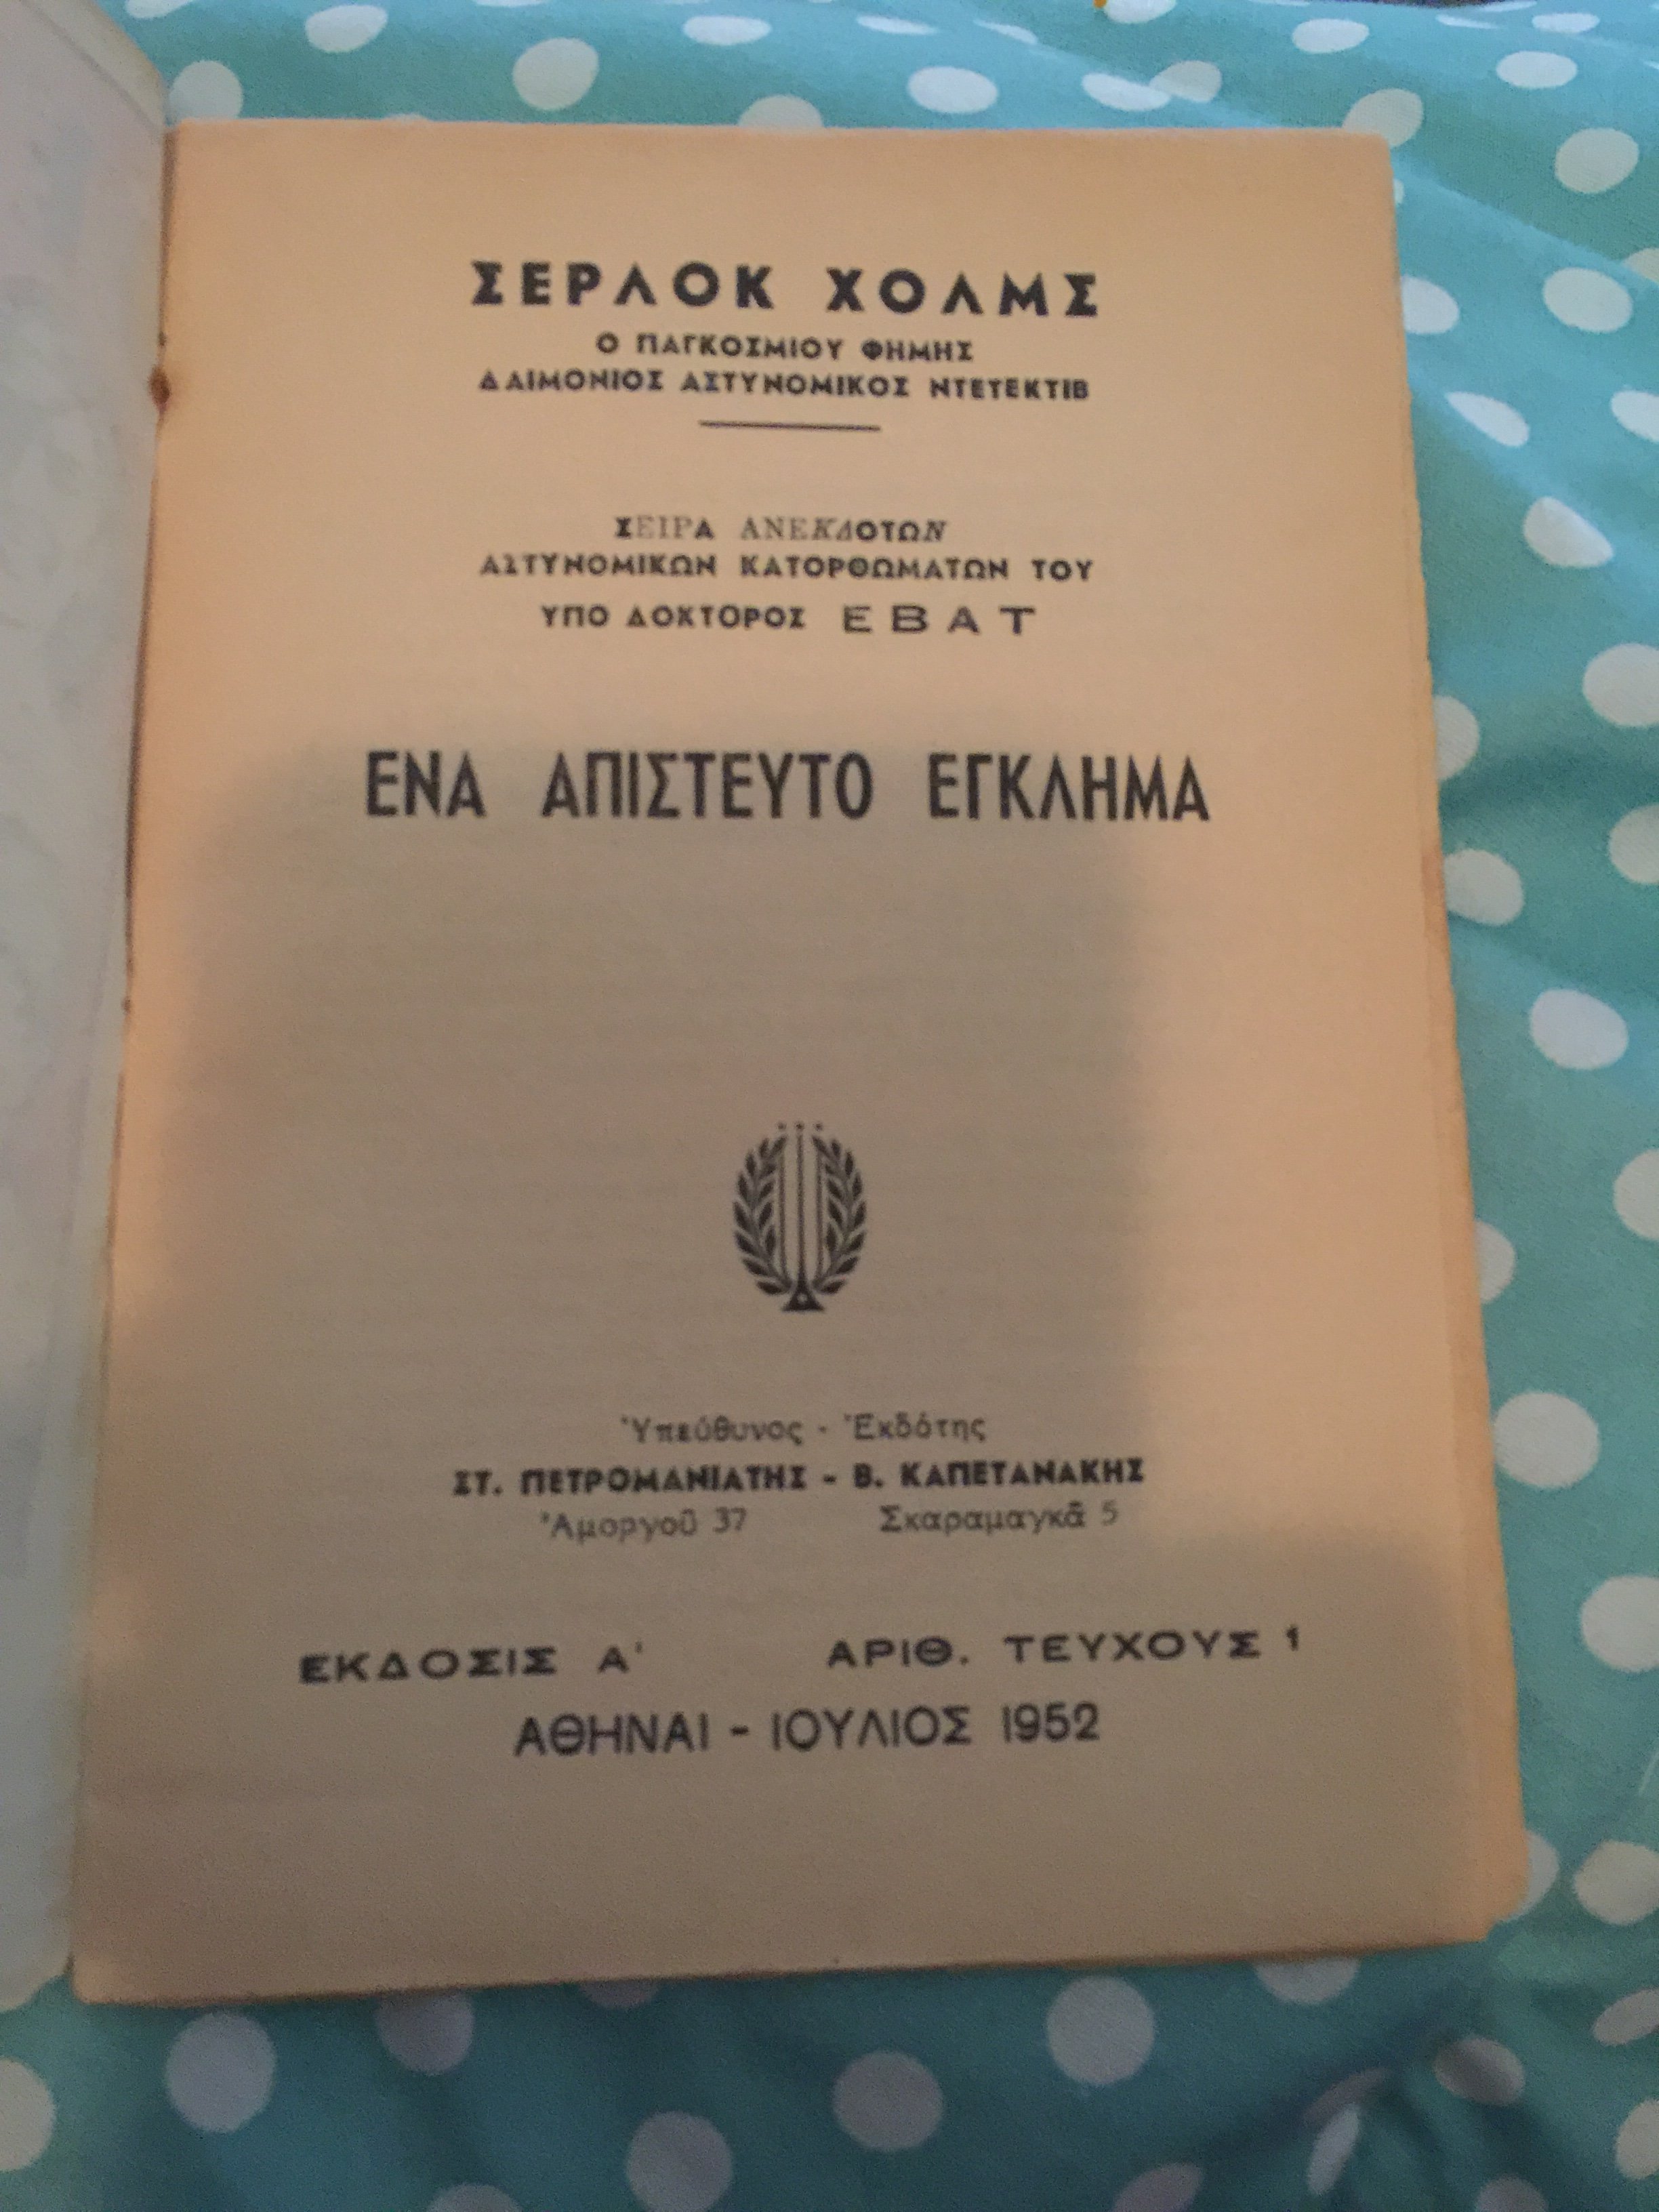 ΣΕΡΛΟΚ ΧΟΛΜΣ
Ο ΠΑΓΚΟΣΜΙΟΥ ΦΗΜΗΣ
ΔΑΙΜΟΝΙΟΣ ΑΣΤΥΝΟΜΙΚΟΣ ΝΤΕΤΕΚΤΙΒ
ΣΕΙΡΑ ΑΝΕΚΔΟΤΩΝ
ΑΣΤΥΝΟΜΙΚΩΝ ΚΑΤΟΡΘΩΜΑΤΩΝ ΤΟΥ
ΥΠΟ ΔΟΚΤΟΡΟΣ ΕΒΑΤ
ΕΝΑ ΑΠΙΣΤΕΥΤΟ ΕΓΚΛΗΜΑ
Ὑπεύθυνος - Ἐκδότης
ΣΤ. ΠΕΤΡΟΜΑΝΙΑΤΗΣ - Β. ΚΑΠΕΤΑΝΑΚΗΣ
Ἀμοργοῦ 37 Σκαραμαγκᾶ 5
ΕΚΔΟΣΙΣ Α' ΑΡΙΘ. ΤΕΥΧΟΥΣ 1
ΑΘΗΝΑΙ - ΙΟΥΛΙΟΣ 1952